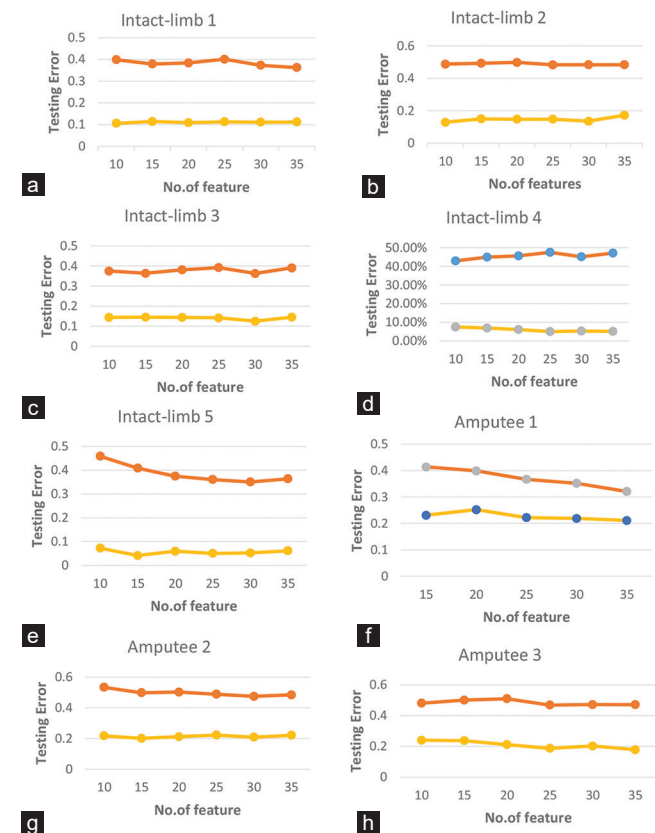 Intact-limb 1
0.5
0.4
0.3
0.2
0.1
0
Testing Error
10 15 20 25 30 35
No.of feature
a
Intact-limb 2
0.6
0.4
0.2
0
Testing Error
10 15 20 25 30 35
No.of features
b
Intact-limb 3
0.5
0.4
0.3
0.2
0.1
0
Testing Error
10 15 20 25 30 35
No.of feature
c
Intact-limb 4
50.00%
40.00%
30.00%
20.00%
10.00%
0.00%
Testing Error
10 15 20 25 30 35
No.of feature
d
Intact-limb 5
0.5
0.4
0.3
0.2
0.1
0
Testing Error
10 15 20 25 30 35
No.of feature
e
Amputee 1
0.5
0.4
0.3
0.2
0.1
0
Testing Error
15 20 25 30 35
No.of feature
f
Amputee 2
0.6
0.4
0.2
0
Testing Error
10 15 20 25 30 35
No.of feature
g
Amputee 3
0.6
0.4
0.2
0
Testing Error
10 15 20 25 30 35
No.of feature
h